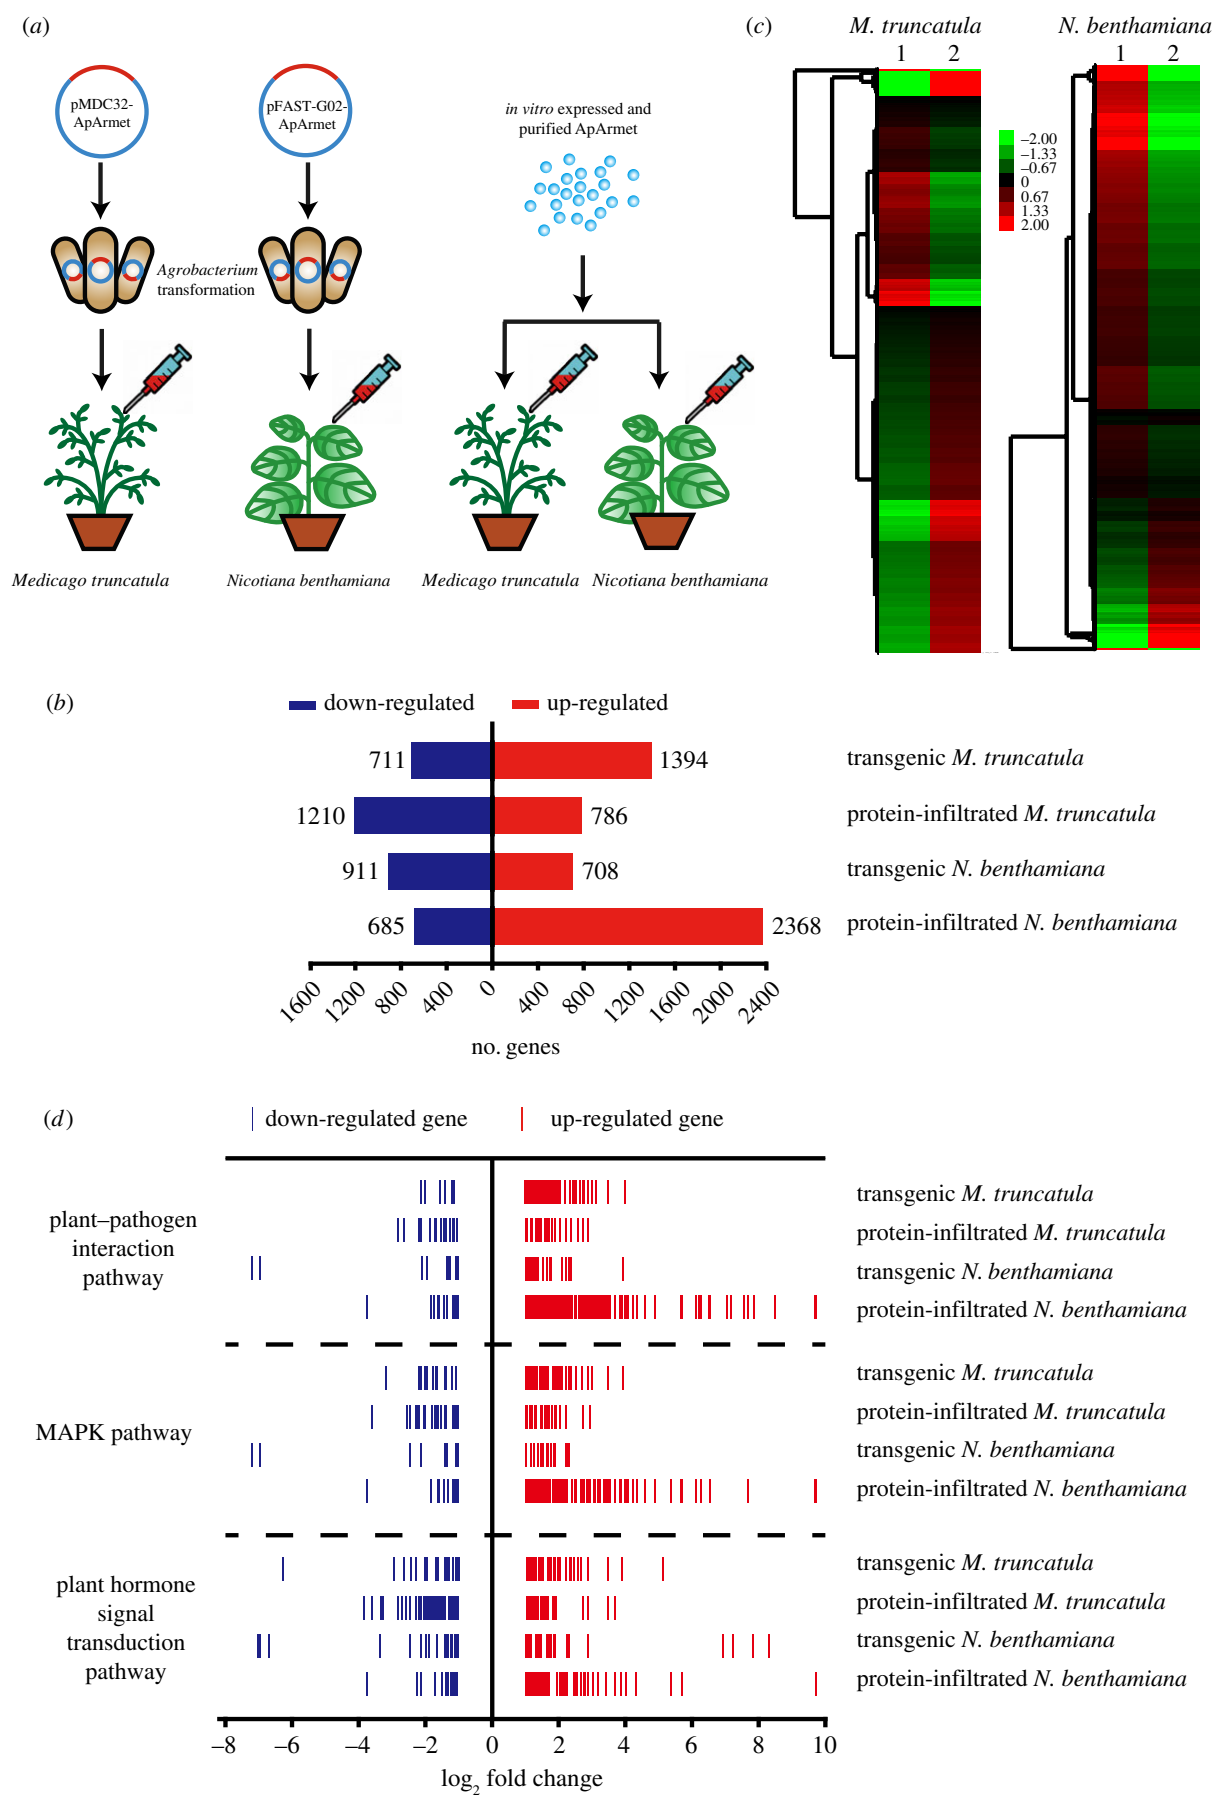 (a)
pMDC32-
ApArmet
pFAST-G02-
ApArmet
in vitro expressed and
purified ApArmet
Agrobacterium
transformation
Medicago truncatula
Nicotiana benthamiana
Medicago truncatula
Nicotiana benthamiana
(c)
M. truncatula
N. benthamiana
1 2
1 2
–2.00
–1.33
–0.67
0
0.67
1.33
2.00
(b)
down-regulated
up-regulated
711
1394
transgenic M. truncatula
1210
786
protein-infiltrated M. truncatula
911
708
transgenic N. benthamiana
685
2368
protein-infiltrated N. benthamiana
1600 1200 800 400 0 400 800 1200 1600 2000 2400
no. genes
(d)
down-regulated gene
up-regulated gene
plant–pathogen
interaction
pathway
transgenic M. truncatula
protein-infiltrated M. truncatula
transgenic N. benthamiana
protein-infiltrated N. benthamiana
MAPK pathway
transgenic M. truncatula
protein-infiltrated M. truncatula
transgenic N. benthamiana
protein-infiltrated N. benthamiana
plant hormone
signal
transduction
pathway
transgenic M. truncatula
protein-infiltrated M. truncatula
transgenic N. benthamiana
protein-infiltrated N. benthamiana
–8 –6 –4 –2 0 2 4 6 8 10
log2 fold change